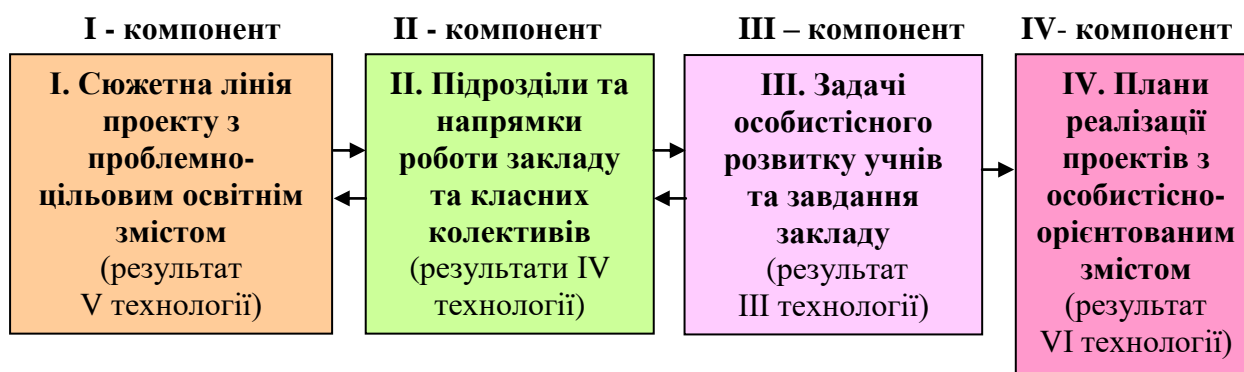 I - компонент
II - компонент
III – компонент
IV- компонент
I. Сюжетна лінія
проекту з
проблемно-
цільовим освітнім
змістом
(результат
V технології)
II. Підрозділи та
напрямки
роботи закладу
та класних
колективів
(результати IV
технології)
III. Задачі
особистісного
розвитку учнів
та завдання
закладу
(результат
III технології)
IV. Плани
реалізації
проектів з
особистісно-
орієнтованим
змістом
(результат
VI технології)